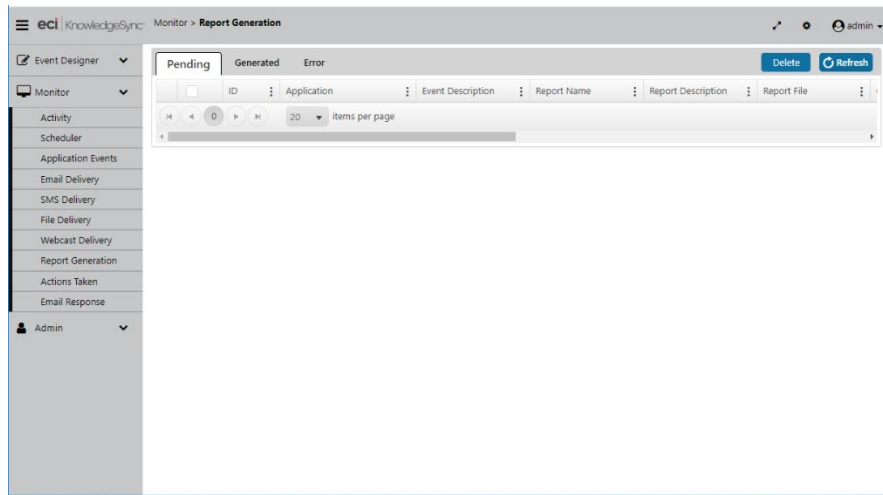 eci KnowledgeSync
Monitor > Report Generation
admin
Event Designer
Monitor
Activity
Scheduler
Application Events
Email Delivery
SMS Delivery
File Delivery
Webcast Delivery
Report Generation
Actions Taken
Email Response
Admin
Pending Generated Error Delete Refresh
ID Application Event Description Report Name Report Description Report File
0 20 items per page